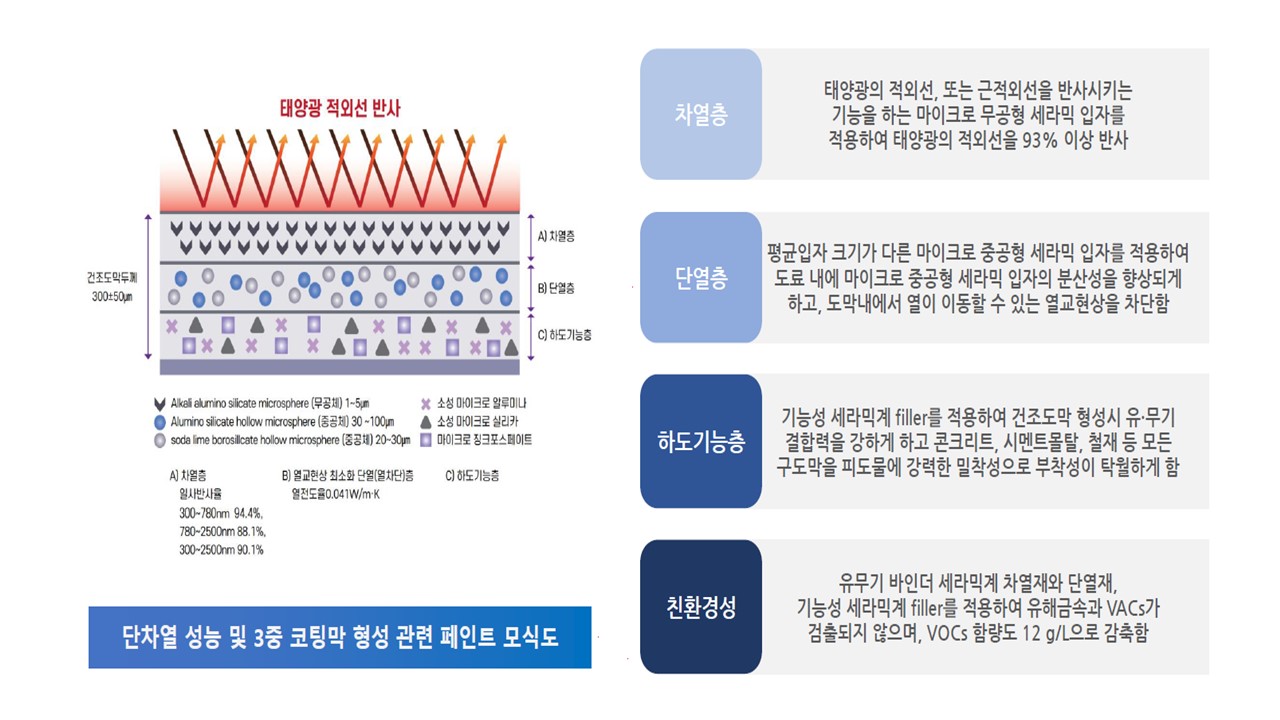 태양광 적외선 반사
A) 차열층
B) 단열층
C) 하도기능층
건조도막두께
300±50㎛
Alkali alumino silicate microsphere (무공체) 1~5㎛
Alumino silicate hollow microsphere (중공체) 30 ~100㎛
soda lime borosilicate hollow microsphere (중공체) 20~30㎛
소성 마이크로 알루미나
소성 마이크로 실리카
마이크로 징크포스페이트
A) 차열층
일사반사율
300~780nm 94.4%,
780~2500nm 88.1%,
300~2500nm 90.1%
B) 열교현상 최소화 단열(열차단)층
열전도율0.041W/m·K
C) 하도기능층
단차열 성능 및 3중 코팅막 형성 관련 페인트 모식도
차열층
태양광의 적외선, 또는 근적외선을 반사시키는
기능을 하는 마이크로 무공형 세라믹 입자를
적용하여 태양광의 적외선을 93% 이상 반사
단열층
평균입자 크기가 다른 마이크로 중공형 세라믹 입자를 적용하여
도료 내에 마이크로 중공형 세라믹 입자의 분산성을 향상되게
하고, 도막내에서 열이 이동할 수 있는 열교현상을 차단함
하도기능층
기능성 세라믹계 filler를 적용하여 건조도막 형성시 유·무기
결합력을 강하게 하고 콘크리트, 시멘트몰탈, 철재 등 모든
구도막을 피도물에 강력한 밀착성으로 부착성이 탁월하게 함
친환경성
유무기 바인더 세라믹계 차열재와 단열재,
기능성 세라믹계 filler를 적용하여 유해금속과 VACs가
검출되지 않으며, VOCs 함량도 12 g/L으로 감축함